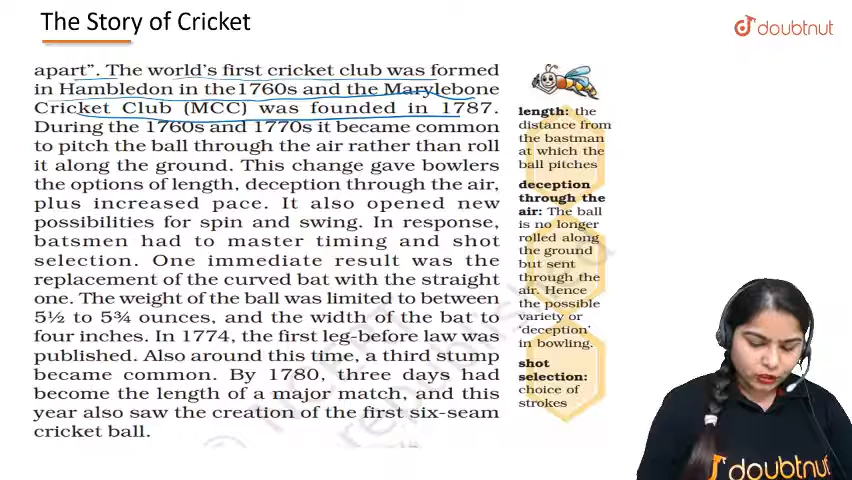 The Story of Cricket
doubtnut
apart”. The world’s first cricket club was formed
in Hambledon in the1760s and the Marylebone
Cricket Club (MCC) was founded in 1787.
During the 1760s and 1770s it became common
to pitch the ball through the air rather than roll
it along the ground. This change gave bowlers
the options of length, deception through the air,
plus increased pace. It also opened new
possibilities for spin and swing. In response,
batsmen had to master timing and shot
selection. One immediate result was the
replacement of the curved bat with the straight
one. The weight of the ball was limited to between
5½ to 5¾ ounces, and the width of the bat to
four inches. In 1774, the first leg-before law was
published. Also around this time, a third stump
became common. By 1780, three days had
become the length of a major match, and this
year also saw the creation of the first six-seam
cricket ball.
length: the
distance from
the bastman
at which the
ball pitches
deception
through the
air: The ball
is no longer
rolled along
the ground
but sent
through the
air. Hence
the possible
variety or
‘deception’
in bowling.
shot
selection:
choice of
strokes
© NCERT
republished
doubtnut